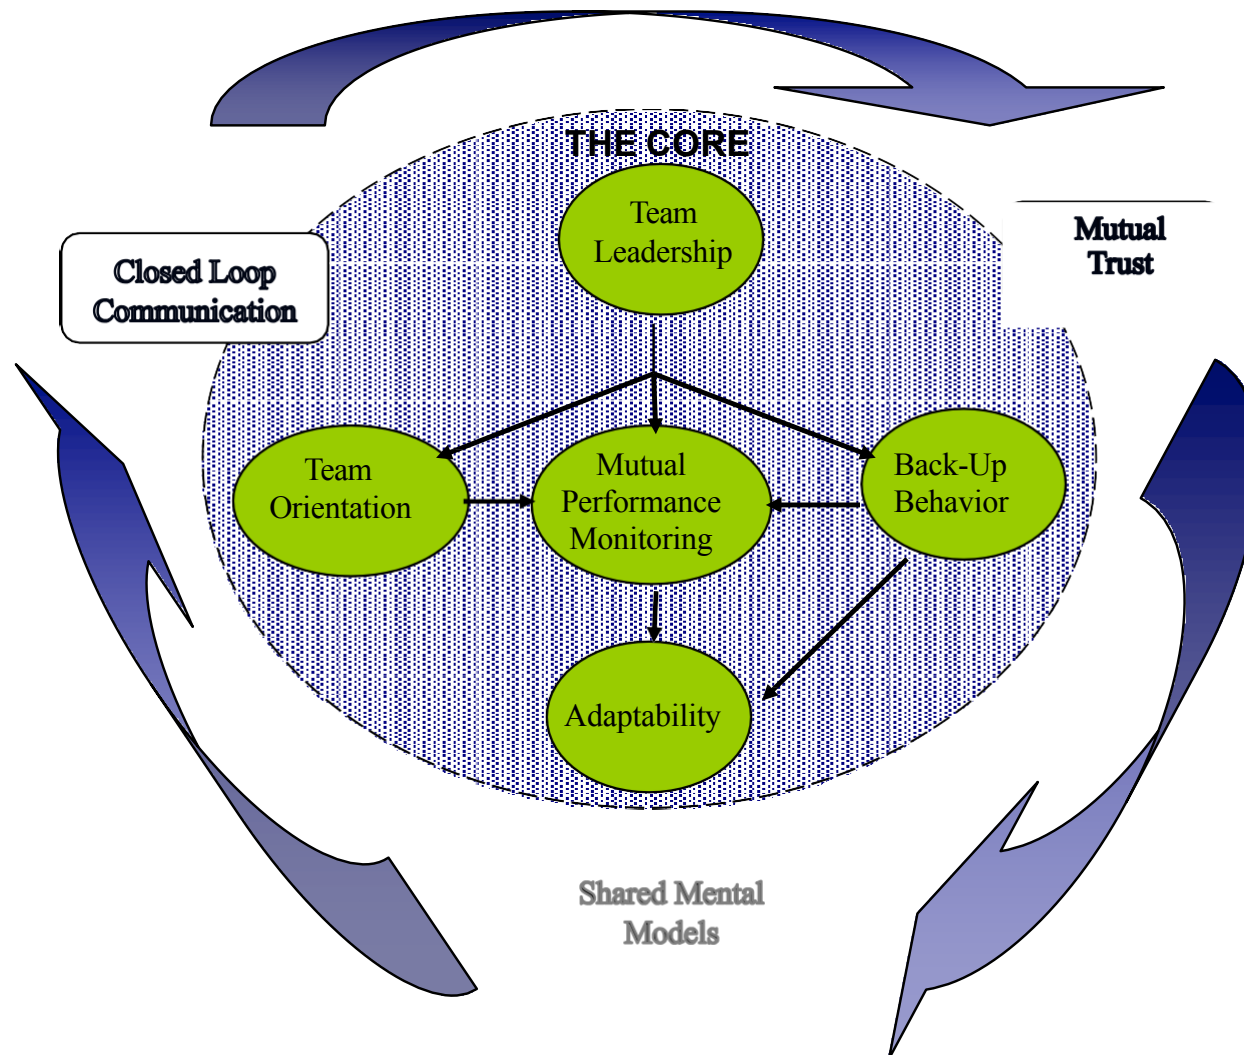 THE CORE
Team
Leadership
Mutual
Trust
Closed Loop
Communication
Team
Orientation
Mutual
Performance
Monitoring
Back-Up
Behavior
Adaptability
Shared Mental
Models